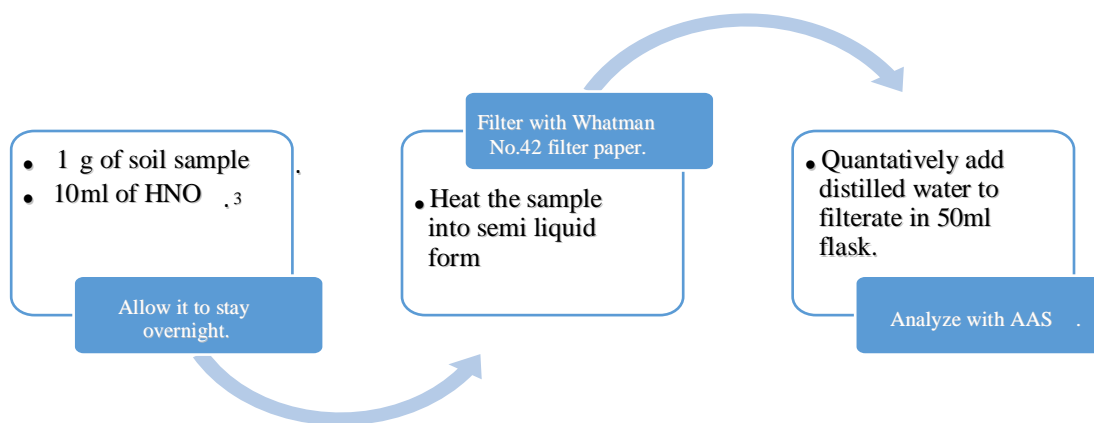 • 1 g of soil sample .
• 10ml of HNO .3
Allow it to stay
overnight.
Filter with Whatman
No.42 filter paper.
• Heat the sample
into semi liquid
form
• Quantatively add
distilled water to
filterate in 50ml
flask.
Analyze with AAS .